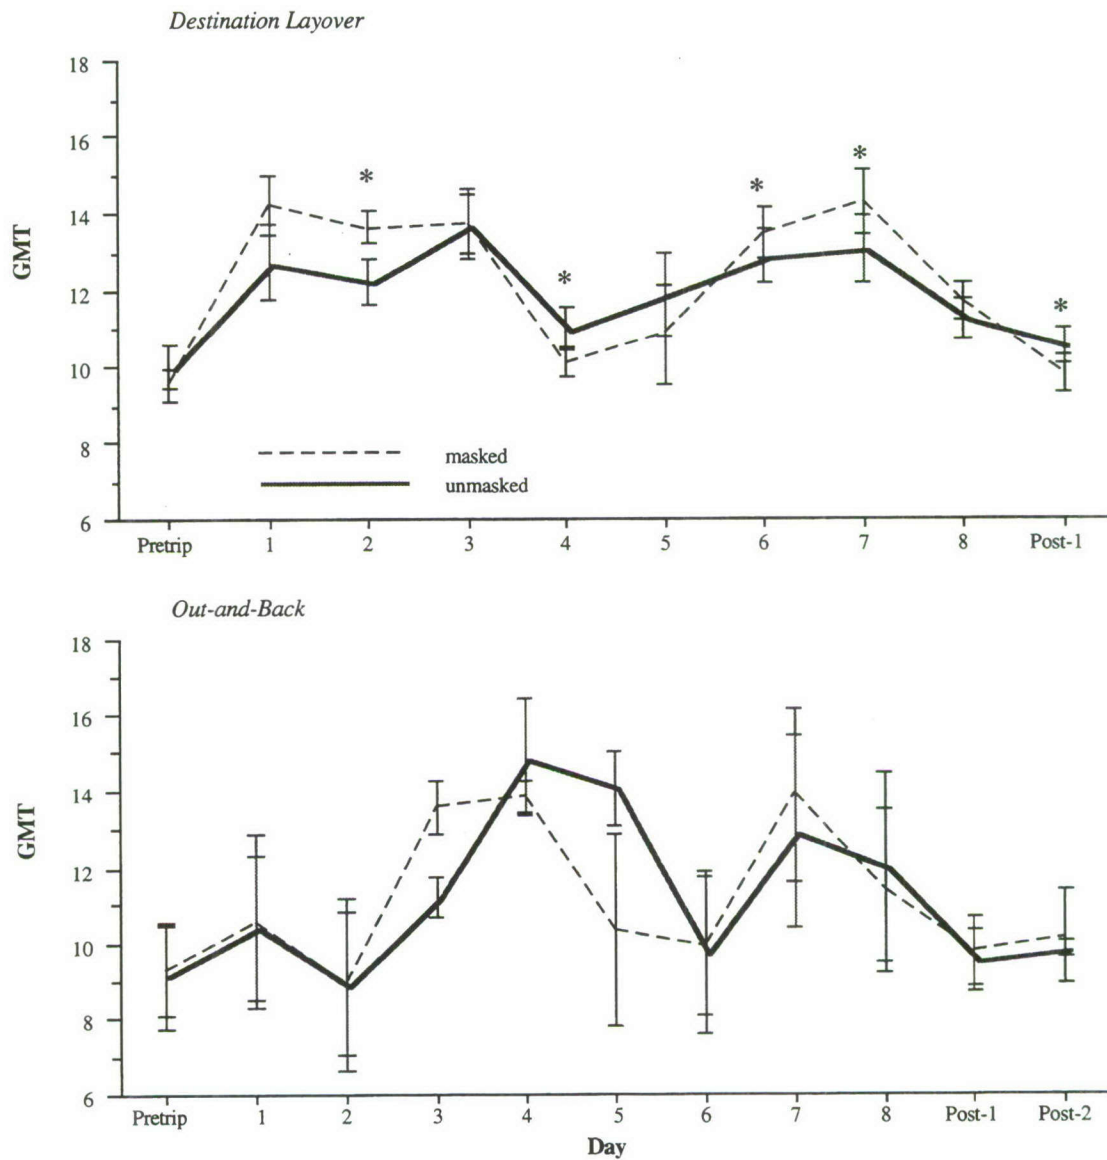 Destination Layover
18
16
14
12
10
8
6
GMT
*
*
*
*
*
masked
unmasked
Pretrip 1 2 3 4 5 6 7 8 Post-1
Out-and-Back
18
16
14
12
10
8
6
GMT
Pretrip 1 2 3 4 5 6 7 8 Post-1 Post-2
Day